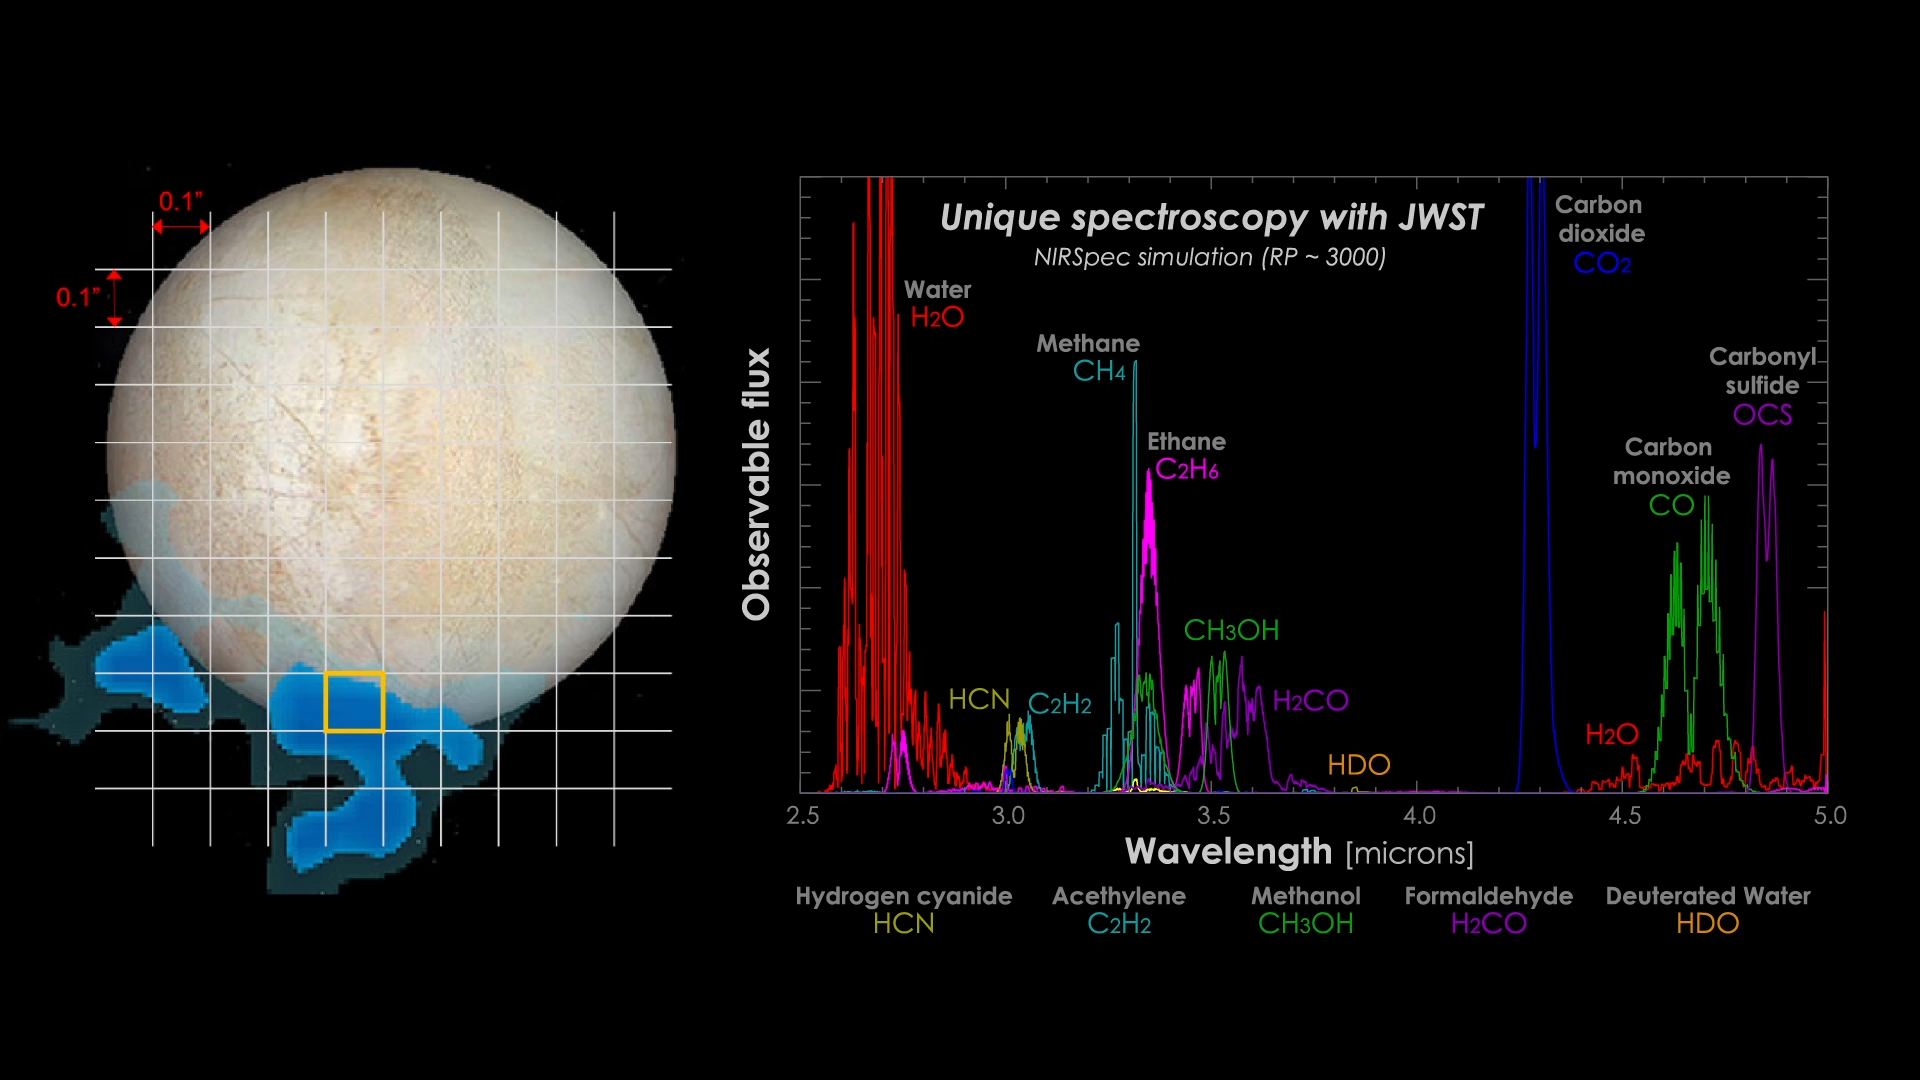 0.1"
0.1"
Unique spectroscopy with JWST
NIRSpec simulation (RP ~ 3000)
Observable flux
Water
H2O
Methane
CH4
Ethane
C2H6
HCN
C2H2
CH3OH
H2CO
HDO
Carbon
dioxide
CO2
H2O
Carbon
monoxide
CO
Carbonyl
sulfide
OCS
2.5 3.0 3.5 4.0 4.5 5.0
Wavelength [microns]
Hydrogen cyanide Acethylene Methanol Formaldehyde Deuterated Water
HCN C2H2 CH3OH H2CO HDO